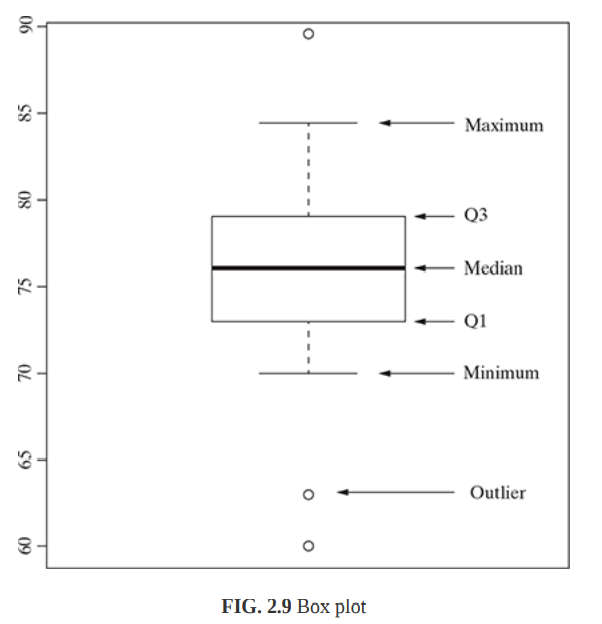 90
85
Maximum
80
Q3
Median
75
Q1
70
Minimum
65
Outlier
60
FIG. 2.9 Box plot